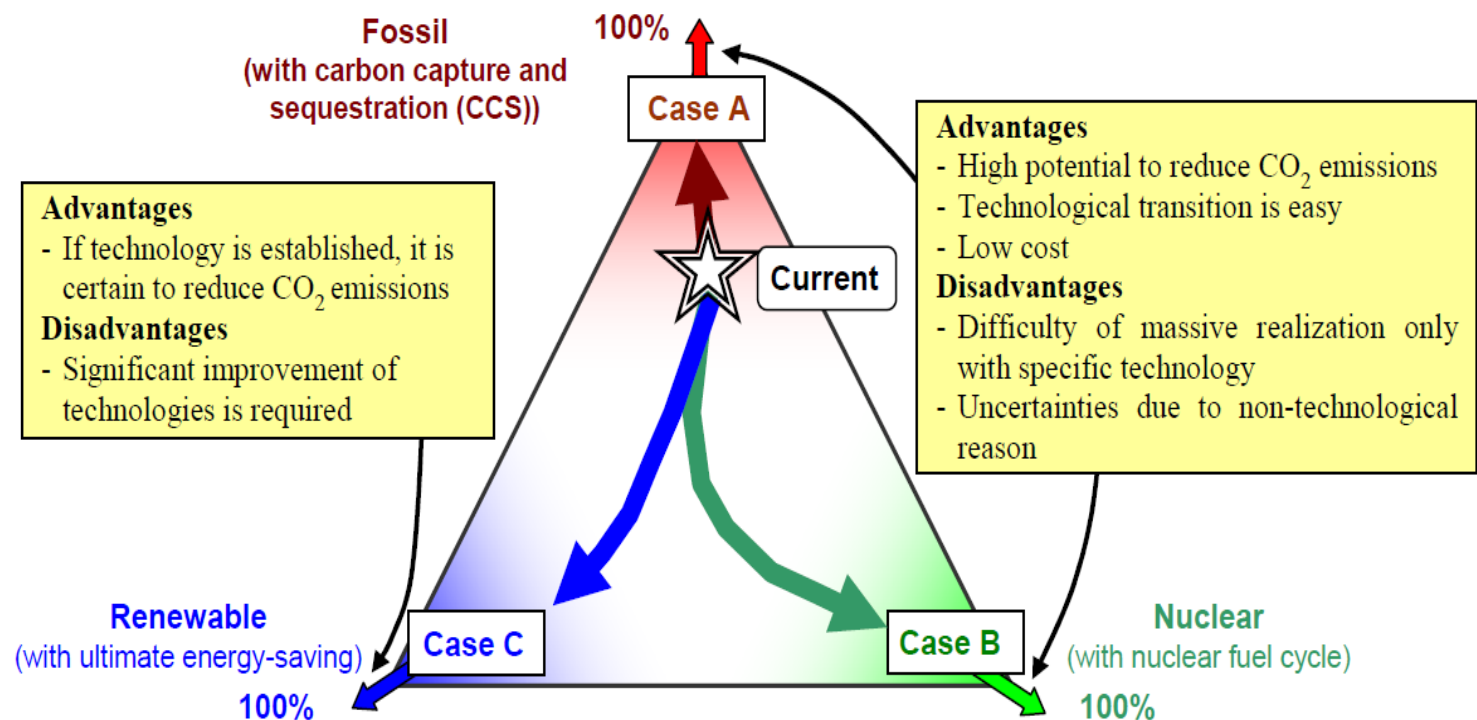 Fossil
(with carbon capture and
sequestration (CCS))
100%
Case A
Advantages
- If technology is established, it is
certain to reduce CO₂ emissions
Disadvantages
- Significant improvement of
technologies is required
Current
Advantages
- High potential to reduce CO₂ emissions
- Technological transition is easy
- Low cost
Disadvantages
- Difficulty of massive realization only
with specific technology
- Uncertainties due to non-technological
reason
Renewable
(with ultimate energy-saving)
100%
Case C
Case B
Nuclear
(with nuclear fuel cycle)
100%